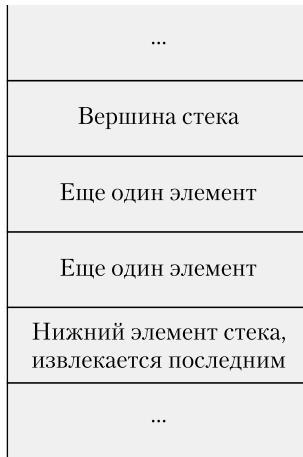 ...
Вершина стека
Еще один элемент
Еще один элемент
Нижний элемент стека,
извлекается последним
...